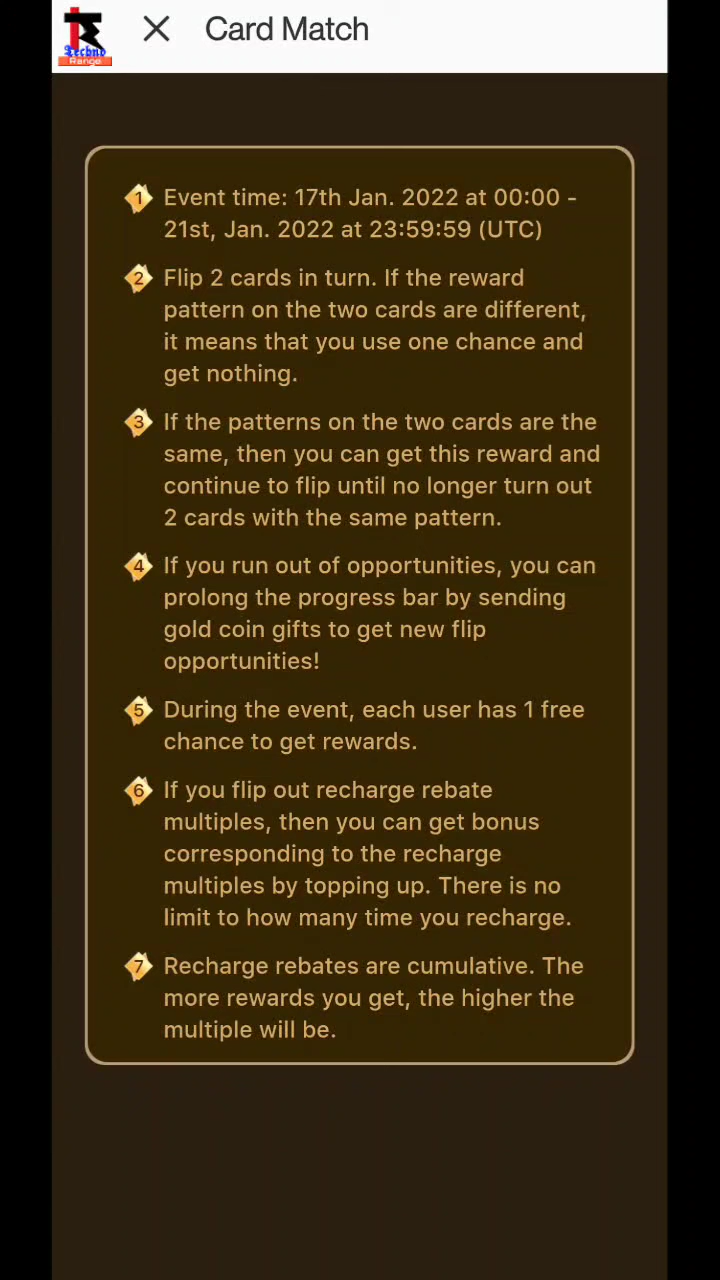 Techno
Range
Card Match
1 Event time: 17th Jan. 2022 at 00:00 -
21st, Jan. 2022 at 23:59:59 (UTC)
2 Flip 2 cards in turn. If the reward
pattern on the two cards are different,
it means that you use one chance and
get nothing.
3 If the patterns on the two cards are the
same, then you can get this reward and
continue to flip until no longer turn out
2 cards with the same pattern.
4 If you run out of opportunities, you can
prolong the progress bar by sending
gold coin gifts to get new flip
opportunities!
5 During the event, each user has 1 free
chance to get rewards.
6 If you flip out recharge rebate
multiples, then you can get bonus
corresponding to the recharge
multiples by topping up. There is no
limit to how many time you recharge.
7 Recharge rebates are cumulative. The
more rewards you get, the higher the
multiple will be.